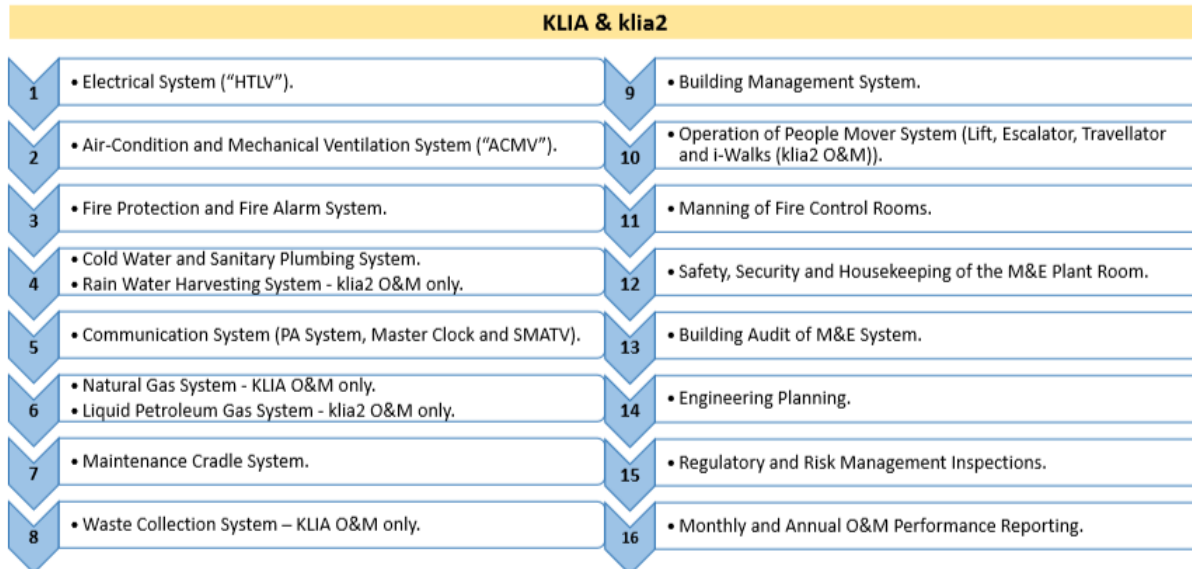 KLIA & klia2
1
• Electrical System (“HTLV”).
2
• Air-Condition and Mechanical Ventilation System (“ACMV”).
3
• Fire Protection and Fire Alarm System.
4
• Cold Water and Sanitary Plumbing System.
• Rain Water Harvesting System - klia2 O&M only.
5
• Communication System (PA System, Master Clock and SMATV).
6
• Natural Gas System - KLIA O&M only.
• Liquid Petroleum Gas System - klia2 O&M only.
7
• Maintenance Cradle System.
8
• Waste Collection System – KLIA O&M only.
9
• Building Management System.
10
• Operation of People Mover System (Lift, Escalator, Travellator
and i-Walks (klia2 O&M)).
11
• Manning of Fire Control Rooms.
12
• Safety, Security and Housekeeping of the M&E Plant Room.
13
• Building Audit of M&E System.
14
• Engineering Planning.
15
• Regulatory and Risk Management Inspections.
16
• Monthly and Annual O&M Performance Reporting.